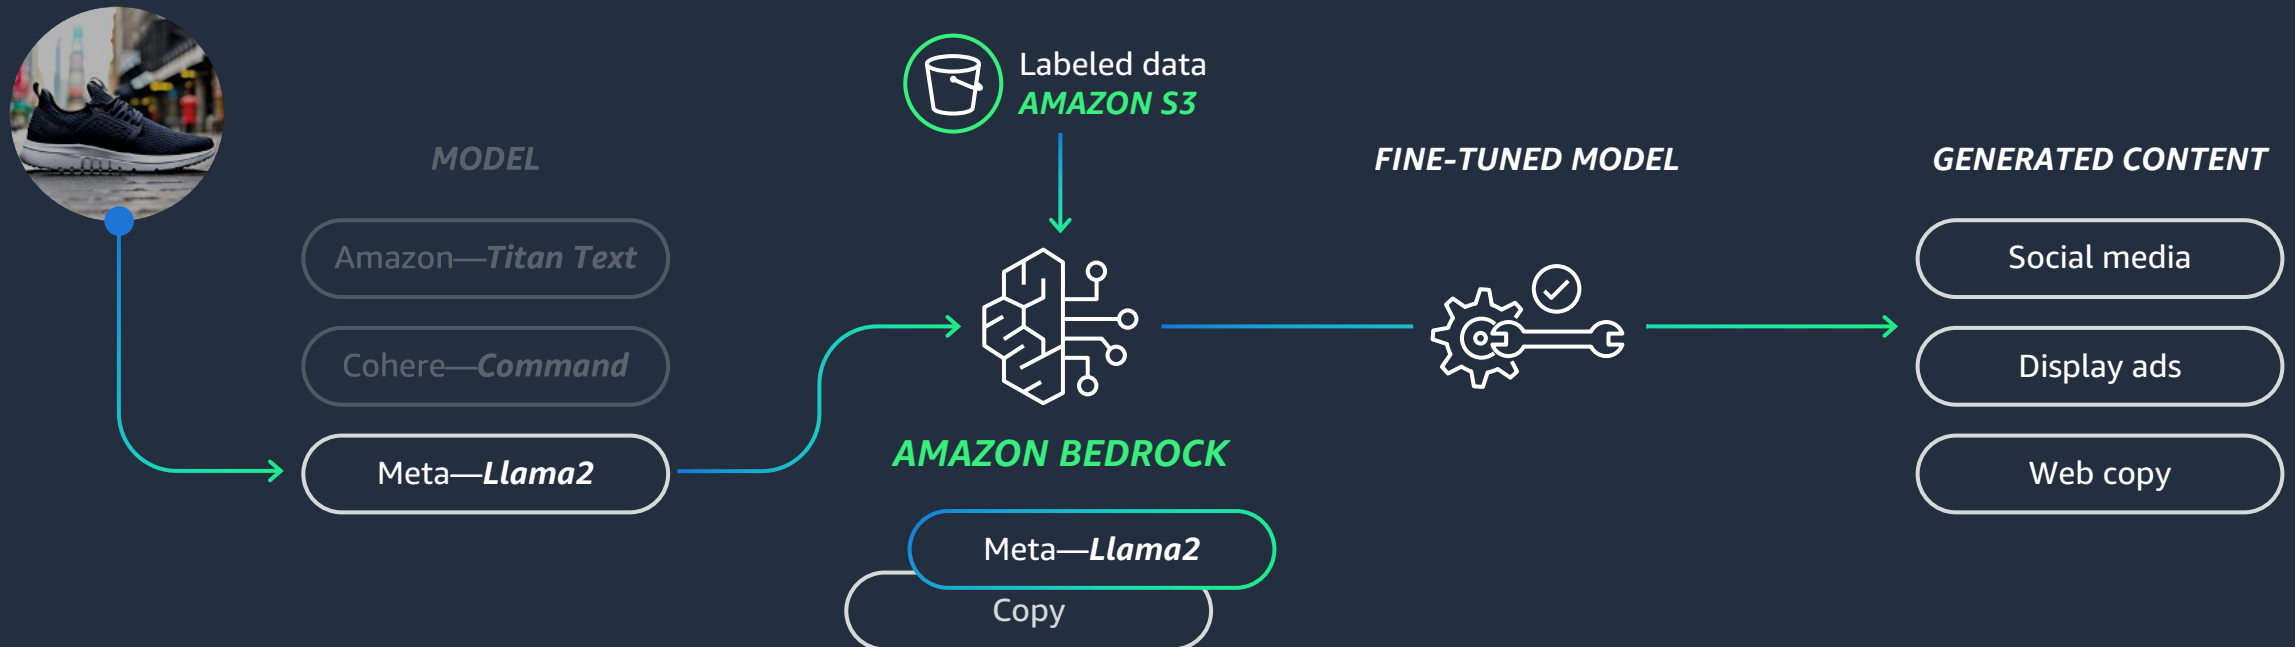 MODEL
Amazon—Titan Text
Cohere—Command
Meta—Llama2
Labeled data
AMAZON S3
AMAZON BEDROCK
Meta—Llama2
Copy
FINE-TUNED MODEL
GENERATED CONTENT
Social media
Display ads
Web copy